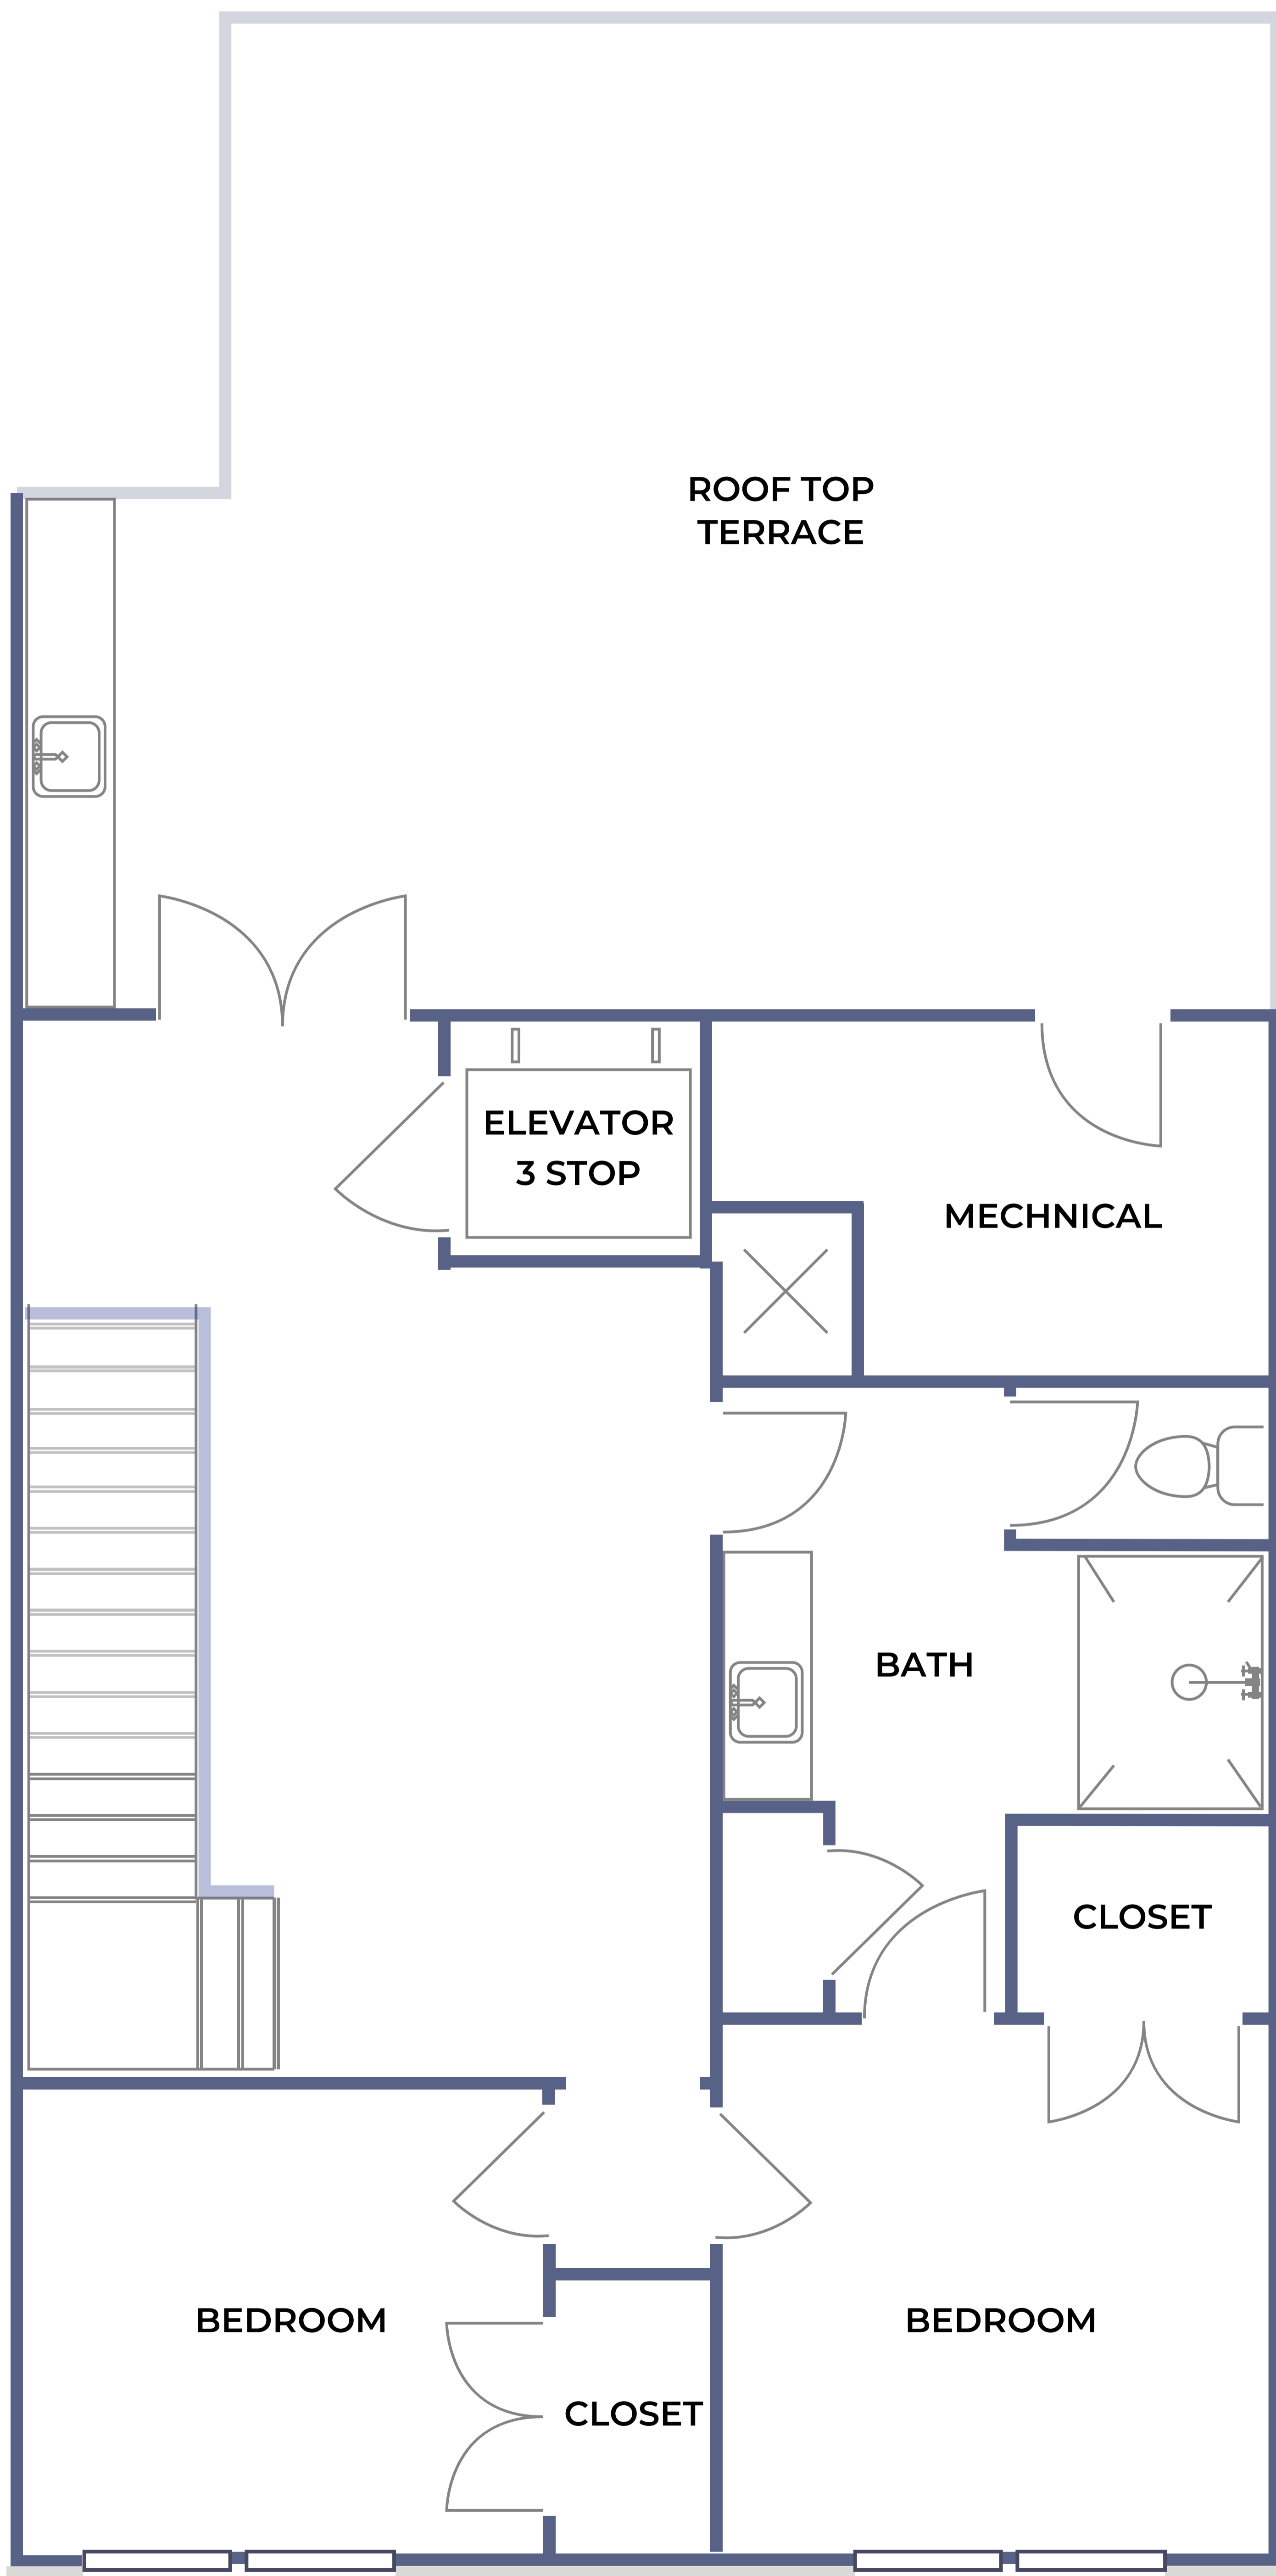 ROOF TOP
TERRACE
ELEVATOR
3 STOP
MECHNICAL
BATH
CLOSET
BEDROOM
BEDROOM
CLOSET